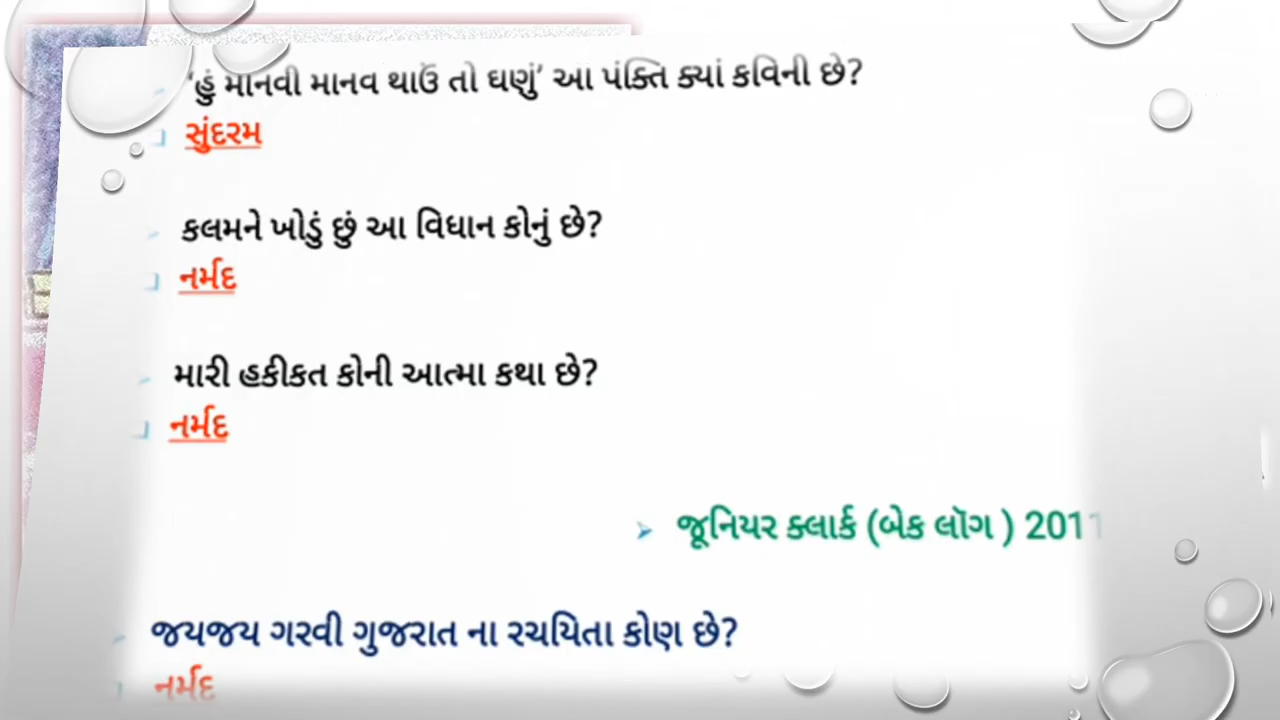 ‘હું માનવી માનવ થાઉં તો ઘણું’ આ પંક્તિ ક્યાં કવિની છે?
સુંદરમ
કલમને ખોડું છું આ વિધાન કોનું છે?
નર્મદ
મારી હકીકત કોની આત્મા કથા છે?
નર્મદ
જૂનિયર ક્લાર્ક (બેક લૉગ ) 2011
જયજય ગરવી ગુજરાત ના રચયિતા કોણ છે?
નર્મદ